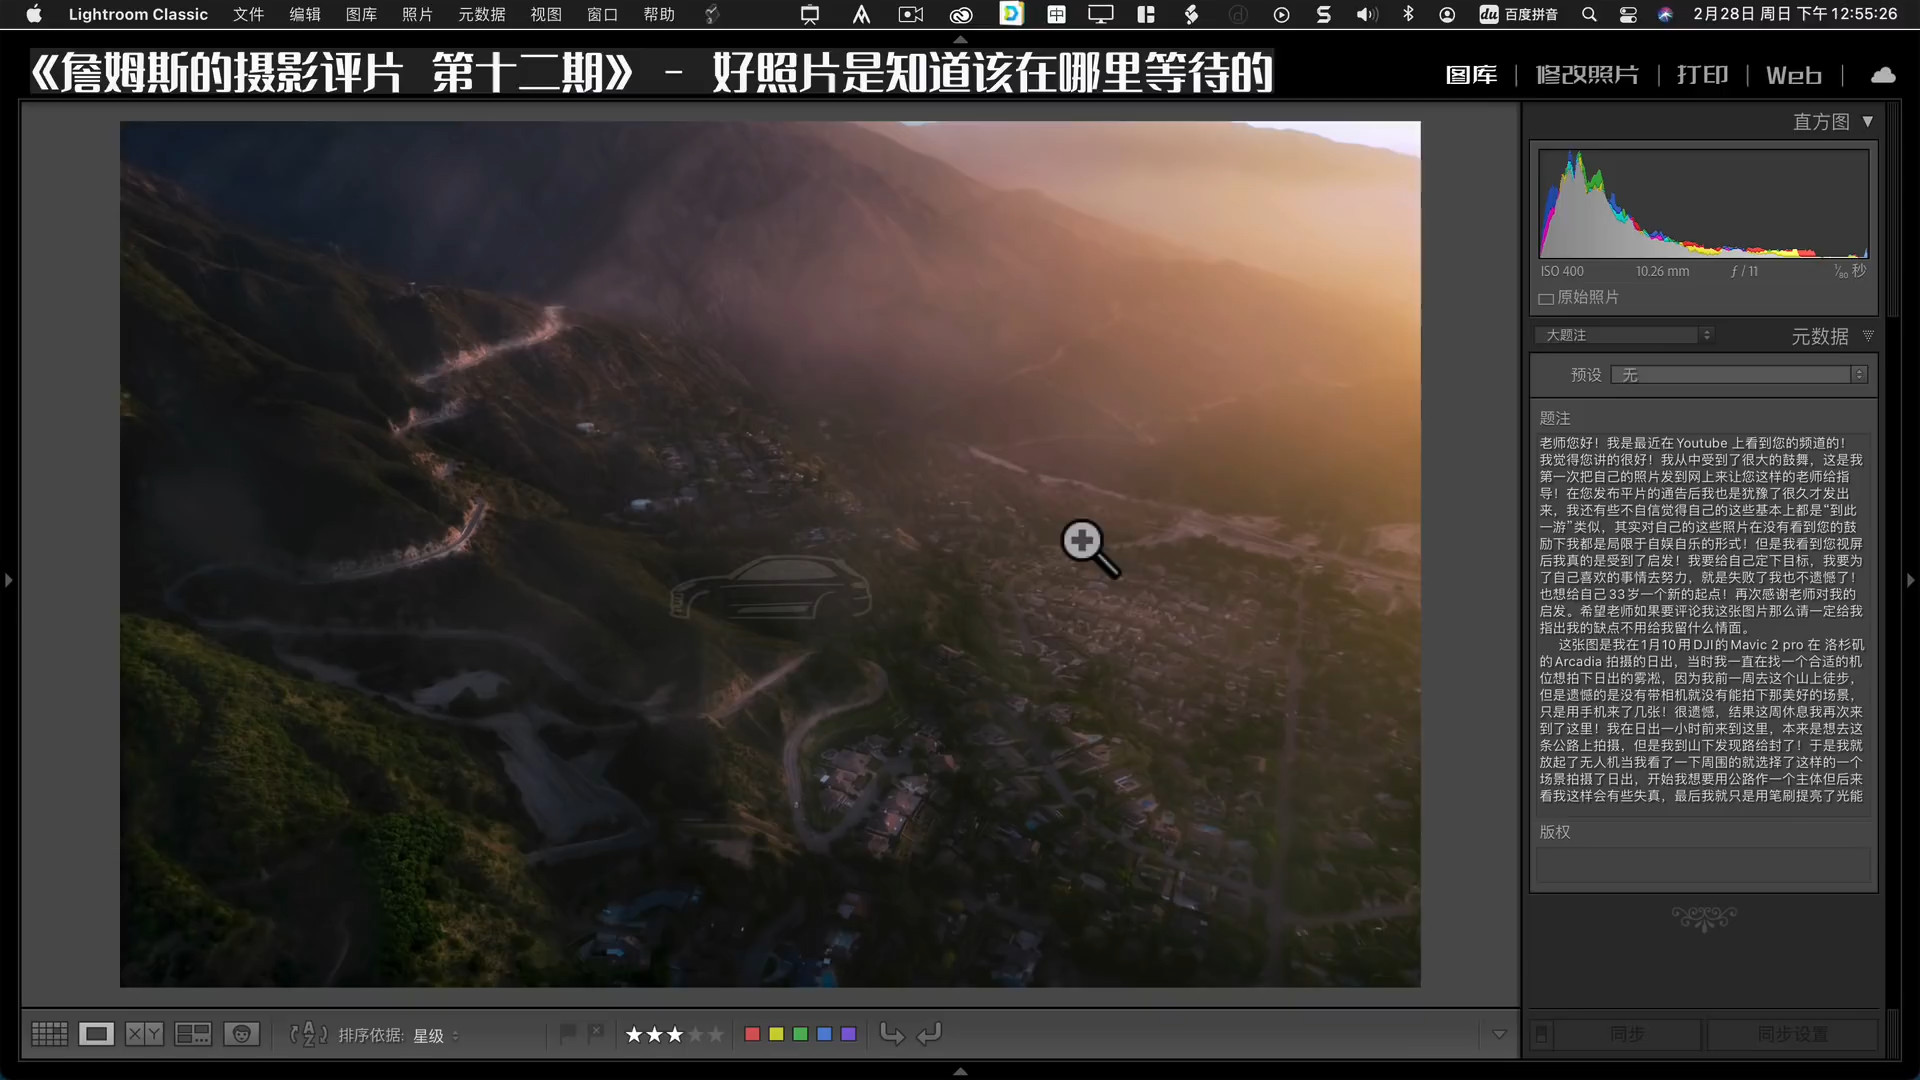 Lightroom Classic 文件 编辑 图库 照片 元数据 视图 窗口 帮助 中 du 百度拼音 2月28日 周日 下午 12:55:26
《詹姆斯的摄影评片 第十二期》 - 好照片是知道该在哪里等待的
图库 | 修改照片 | 打印 | Web |
直方图
ISO 400 10.26 mm ƒ / 11 1/80 秒
原始照片
大题注 元数据
预设 无
题注
老师您好！我是最近在Youtube 上看到您的频道的！
我觉得您讲的很好！我从中受到了很大的鼓舞，这是我
第一次把自己的照片发到网上来让您这样的老师给指
导！在您发布平片的通告后我也是犹豫了很久才发出
来，我还有些不自信觉得自己的这些基本上都是“到此
一游”类似，其实对自己的这些照片在没有看到您的鼓
励下我都是局限于自娱自乐的形式！但是我看到您视屏
后我真的是受到了启发！我要给自己定下目标，我要为
了自己喜欢的事情去努力，就是失败了我也不遗憾了！
也想给自己33岁一个新的起点！再次感谢老师对我的
启发。希望老师如果要评论我这张图片那么请一定给我
指出我的缺点不用给我留什么情面。
这张图是我在1月10用DJI的Mavic 2 pro 在 洛杉矶
的Arcadia 拍摄的日出，当时我一直在找一个合适的机
位想拍下日出的雾凇，因为我前一周去这个山上徒步，
但是遗憾的是没有带相机就没有能拍下那美好的场景，
只是用手机来了几张！很遗憾，结果这周休息我再次来
到了这里！我在日出一小时前来到这里，本来是想去这
条公路上拍摄，但是我到山下发现路给封了！于是我就
放起了无人机当我看了一下周围的就选择了这样的一个
场景拍摄了日出，开始我想要用公路作一个主体但后来
看我这样会有些失真，最后我就只是用笔刷提亮了光能
版权
XY 排序依据: 星级 同步 同步设置